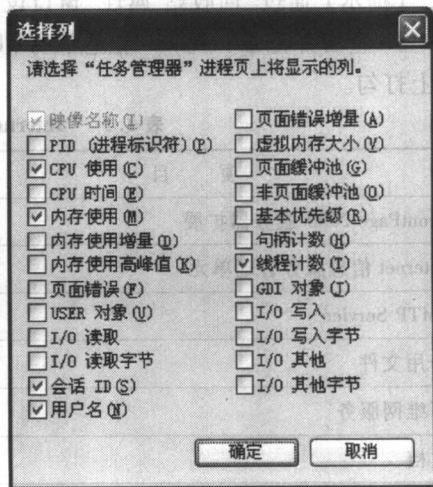 选择列
请选择“任务管理器”进程页上将显示的列。
映像名称(I)
PID (进程标识符)(P)
CPU 使用(C)
CPU 时间(E)
内存使用(M)
内存使用增量(D)
内存使用高峰值(K)
页面错误(F)
USER 对象(U)
I/O 读取
I/O 读取字节
会话 ID(S)
用户名(N)
页面错误增量(A)
虚拟内存大小(V)
页面缓冲池(G)
非页面缓冲池(O)
基本优先级(R)
句柄计数(H)
线程计数(T)
GDI 对象(J)
I/O 写入
I/O 写入字节
I/O 其他
I/O 其他字节
确定
取消